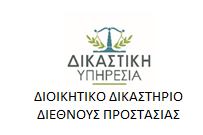 ΔΙΚΑΣΤΙΚΗ
ΥΠΗΡΕΣΙΑ
ΔΙΟΙΚΗΤΙΚΟ ΔΙΚΑΣΤΗΡΙΟ
ΔΙΕΘΝΟΥΣ ΠΡΟΣΤΑΣΙΑΣ